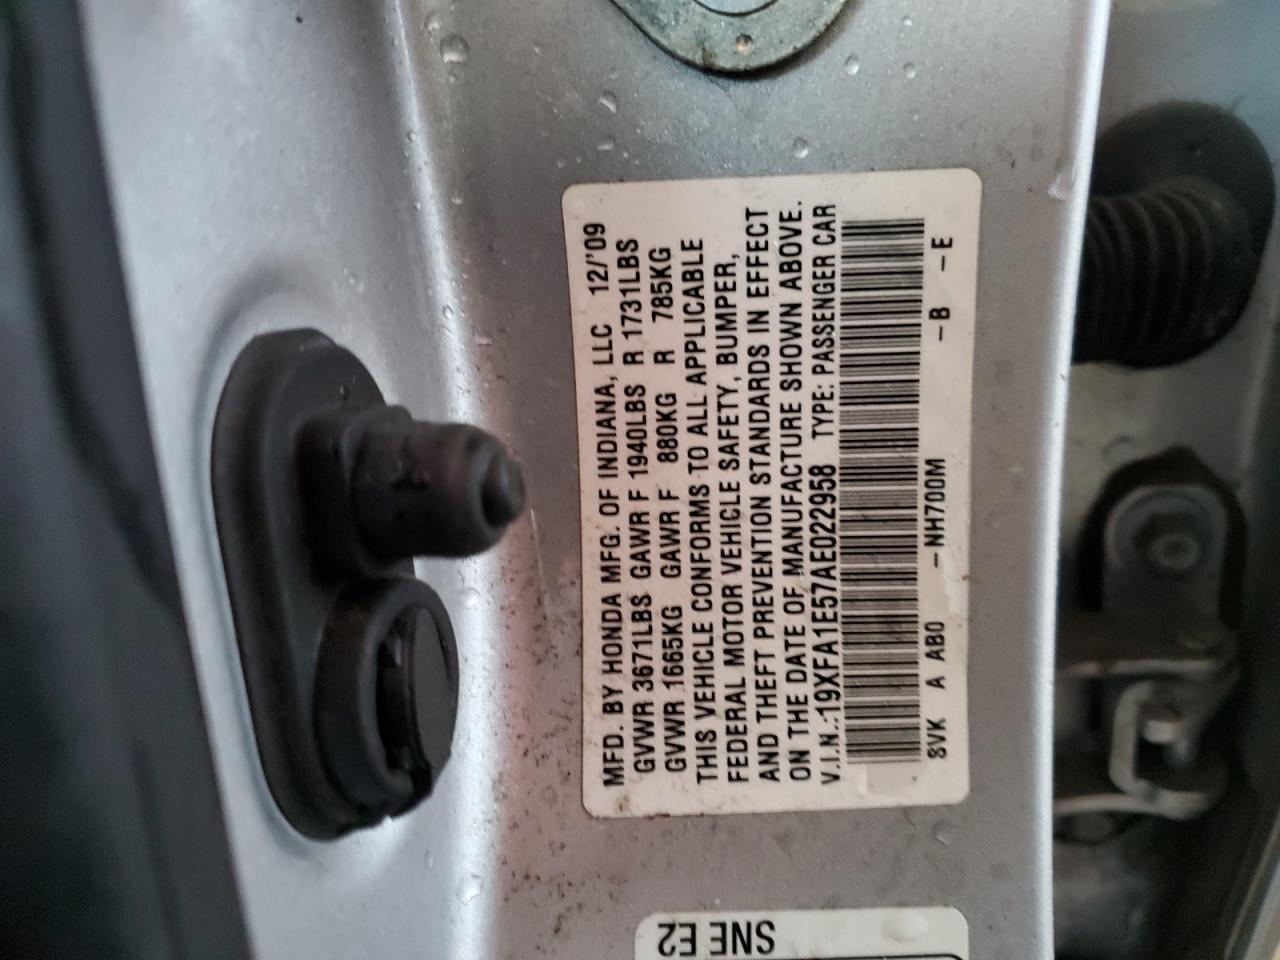 MFD. BY HONDA MFG. OF INDIANA, LLC 12/'09
GVWR 3671LBS GAWR F 1940LBS R 1731LBS
GVWR 1665KG GAWR F 880KG R 785KG
THIS VEHICLE CONFORMS TO ALL APPLICABLE
FEDERAL MOTOR VEHICLE SAFETY, BUMPER,
AND THEFT PREVENTION STANDARDS IN EFFECT
ON THE DATE OF MANUFACTURE SHOWN ABOVE.
V.I.N.:19XFA1E57AE022958 TYPE: PASSENGER CAR
SVK A AB0 -NH700M -B -E
SNE E2